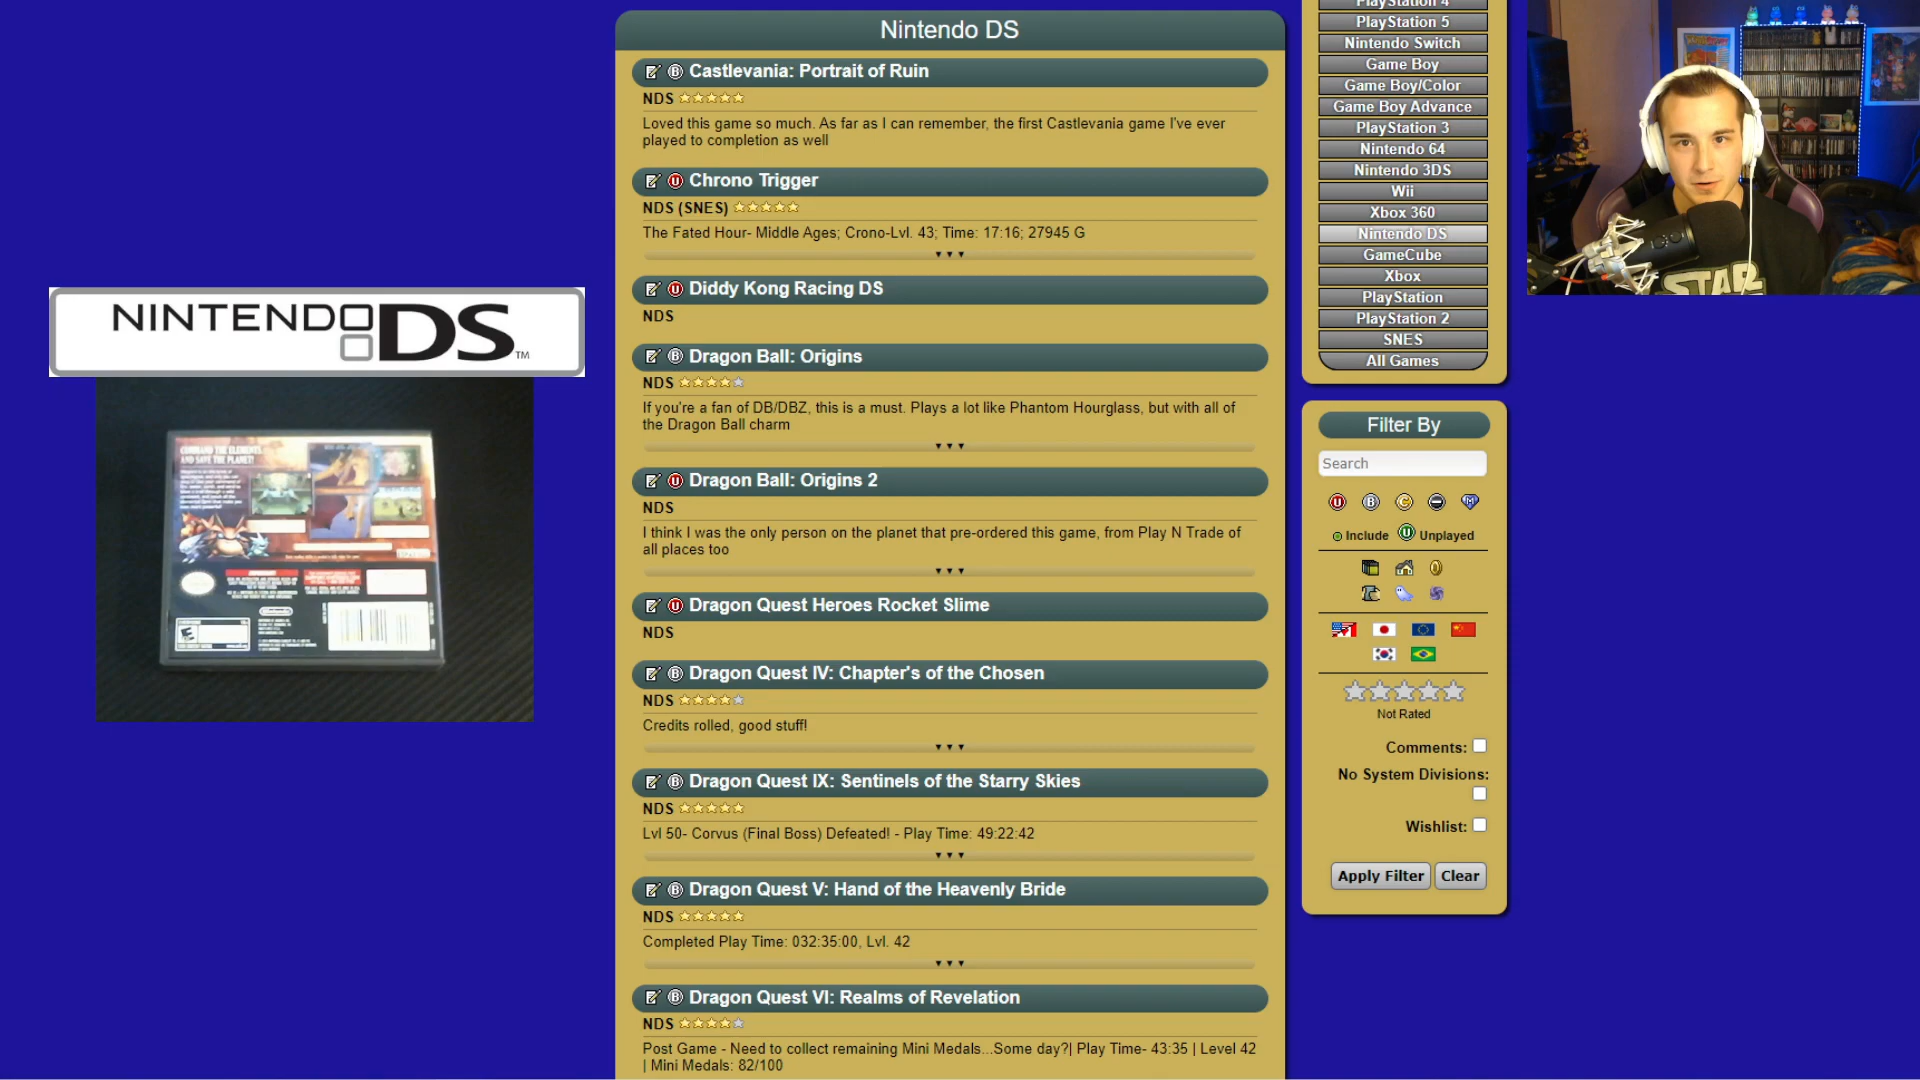 Nintendo DS
Castlevania: Portrait of Ruin
NDS
Loved this game so much. As far as I can remember, the first Castlevania game I've ever
played to completion as well
Chrono Trigger
NDS (SNES)
The Fated Hour- Middle Ages; Crono-Lvl. 43; Time: 17:16; 27945 G
Diddy Kong Racing DS
NDS
Dragon Ball: Origins
NDS
If you're a fan of DB/DBZ, this is a must. Plays a lot like Phantom Hourglass, but with all of
the Dragon Ball charm
Dragon Ball: Origins 2
NDS
I think I was the only person on the planet that pre-ordered this game, from Play N Trade of
all places too
Dragon Quest Heroes Rocket Slime
NDS
Dragon Quest IV: Chapter's of the Chosen
NDS
Credits rolled, good stuff!
Dragon Quest IX: Sentinels of the Starry Skies
NDS
Lvl 50- Corvus (Final Boss) Defeated! - Play Time: 49:22:42
Dragon Quest V: Hand of the Heavenly Bride
NDS
Completed Play Time: 032:35:00, Lvl. 42
Dragon Quest VI: Realms of Revelation
NDS
Post Game - Need to collect remaining Mini Medals...Some day?| Play Time- 43:35 | Level 42
| Mini Medals: 82/100
PlayStation 4
PlayStation 5
Nintendo Switch
Game Boy
Game Boy/Color
Game Boy Advance
PlayStation 3
Nintendo 64
Nintendo 3DS
Wii
Xbox 360
Nintendo DS
GameCube
Xbox
PlayStation
PlayStation 2
SNES
All Games
Filter By
Search
Include
Unplayed
Not Rated
Comments:
No System Divisions:
Wishlist:
Apply Filter
Clear
NINTENDO DS TM
COMMAND THE ELEMENTS
AND SAVE THE PLANET!
E
STAR